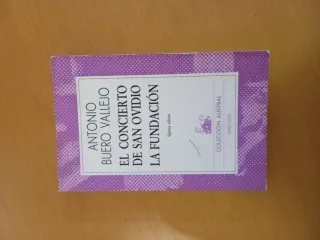 ANTONIO
BUERO VALLEJO
EL CONCIERTO
DE SAN OVIDIO
LA FUNDACIÓN
COLECCIÓN AUSTRAL